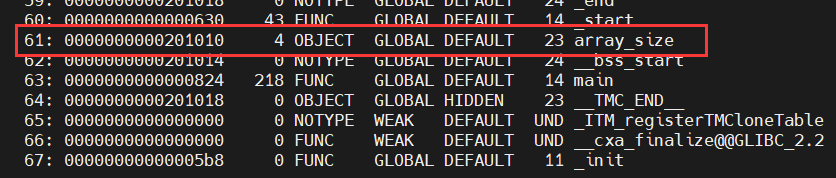 59: 0000000000201018 0 NOTYPE GLOBAL DEFAULT 24 _end
60: 0000000000000630 43 FUNC GLOBAL DEFAULT 14 _start
61: 0000000000201010 4 OBJECT GLOBAL DEFAULT 23 array_size
62: 0000000000201014 0 NOTYPE GLOBAL DEFAULT 24 __bss_start
63: 0000000000000824 218 FUNC GLOBAL DEFAULT 14 main
64: 0000000000201018 0 OBJECT GLOBAL HIDDEN 23 __TMC_END__
65: 0000000000000000 0 NOTYPE WEAK DEFAULT UND _ITM_registerTMCloneTable
66: 0000000000000000 0 FUNC WEAK DEFAULT UND __cxa_finalize@@GLIBC_2.2
67: 00000000000005b8 0 FUNC GLOBAL DEFAULT 11 _init